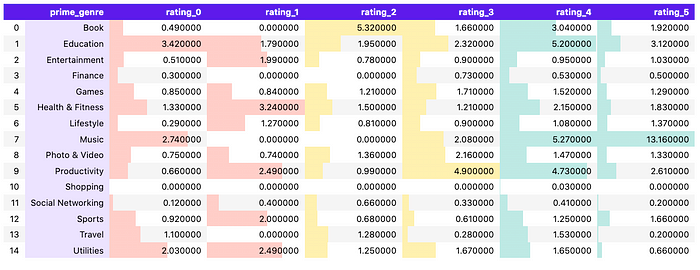 prime_genre rating_0 rating_1 rating_2 rating_3 rating_4 rating_5
0 Book 0.490000 0.000000 5.320000 1.660000 3.040000 1.920000
1 Education 3.420000 1.790000 1.950000 2.320000 5.200000 3.120000
2 Entertainment 0.510000 1.990000 0.780000 0.900000 0.950000 1.030000
3 Finance 0.300000 0.000000 0.000000 0.730000 0.530000 0.500000
4 Games 0.850000 0.840000 1.210000 1.710000 1.520000 1.290000
5 Health & Fitness 1.330000 3.240000 1.500000 1.210000 2.150000 1.830000
6 Lifestyle 0.290000 1.270000 0.810000 0.900000 1.080000 1.370000
7 Music 2.740000 0.000000 0.000000 2.080000 5.270000 13.160000
8 Photo & Video 0.750000 0.740000 1.360000 2.160000 1.470000 1.330000
9 Productivity 0.660000 2.490000 0.990000 4.900000 4.730000 2.610000
10 Shopping 0.000000 0.000000 0.000000 0.000000 0.030000 0.000000
11 Social Networking 0.120000 0.400000 0.660000 0.330000 0.410000 0.200000
12 Sports 0.920000 2.000000 0.680000 0.610000 1.250000 1.660000
13 Travel 1.100000 0.000000 1.280000 0.280000 1.530000 0.200000
14 Utilities 2.030000 2.490000 1.250000 1.670000 1.650000 0.660000